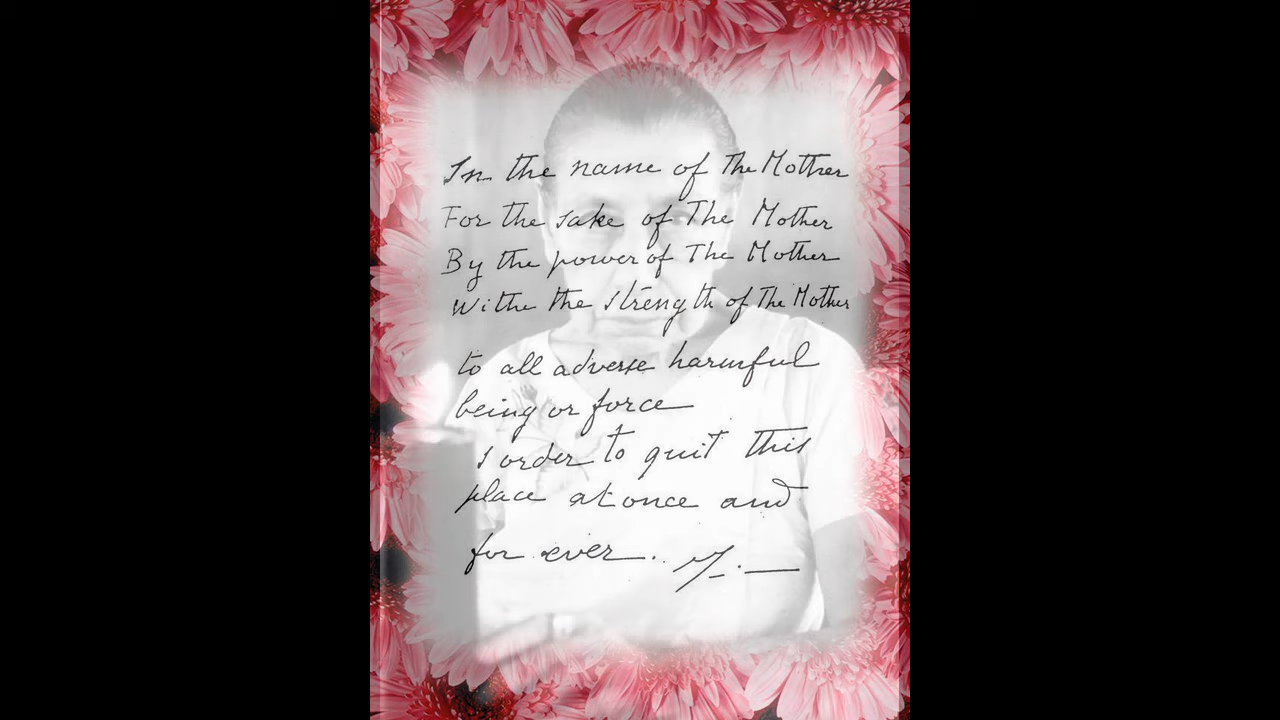 In the name of The Mother
For the sake of The Mother
By the power of The Mother
Withe the strength of The Mother
to all adverse harmful
being or force
I order to quit this
place at once and
for ever.